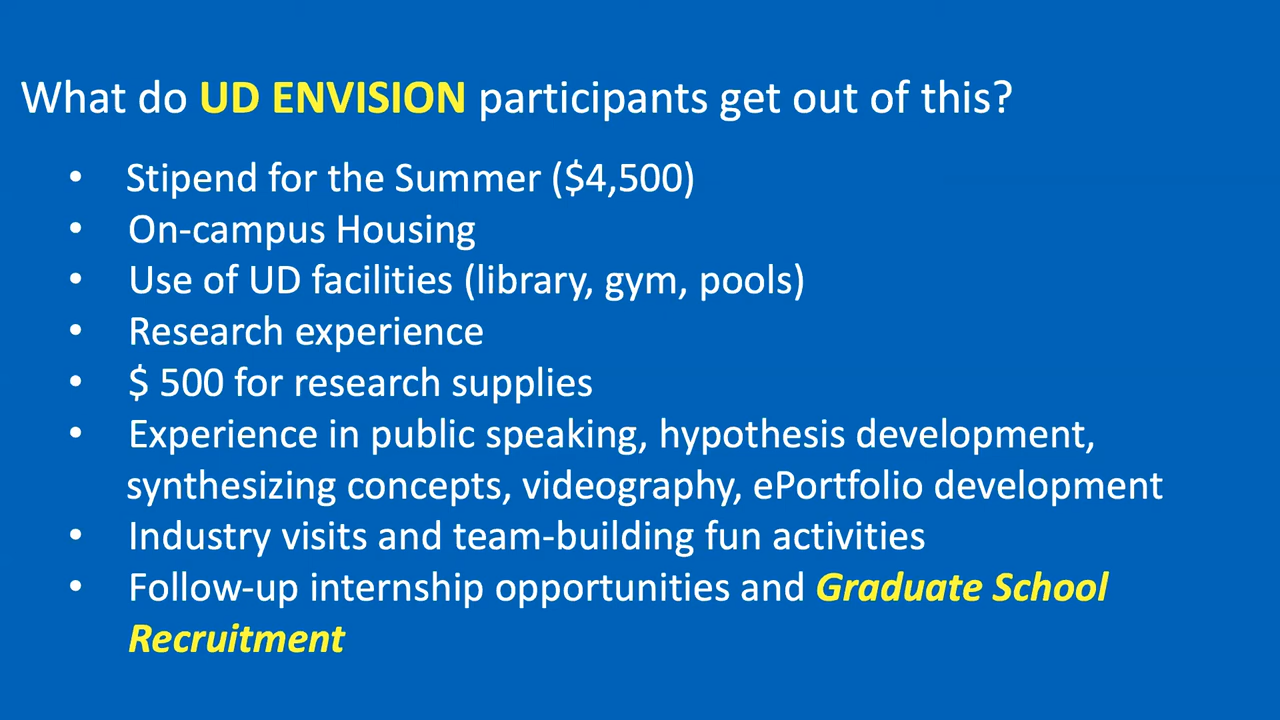 What do UD ENVISION participants get out of this?
• Stipend for the Summer ($4,500)
• On-campus Housing
• Use of UD facilities (library, gym, pools)
• Research experience
• $ 500 for research supplies
• Experience in public speaking, hypothesis development,
synthesizing concepts, videography, ePortfolio development
• Industry visits and team-building fun activities
• Follow-up internship opportunities and Graduate School
Recruitment